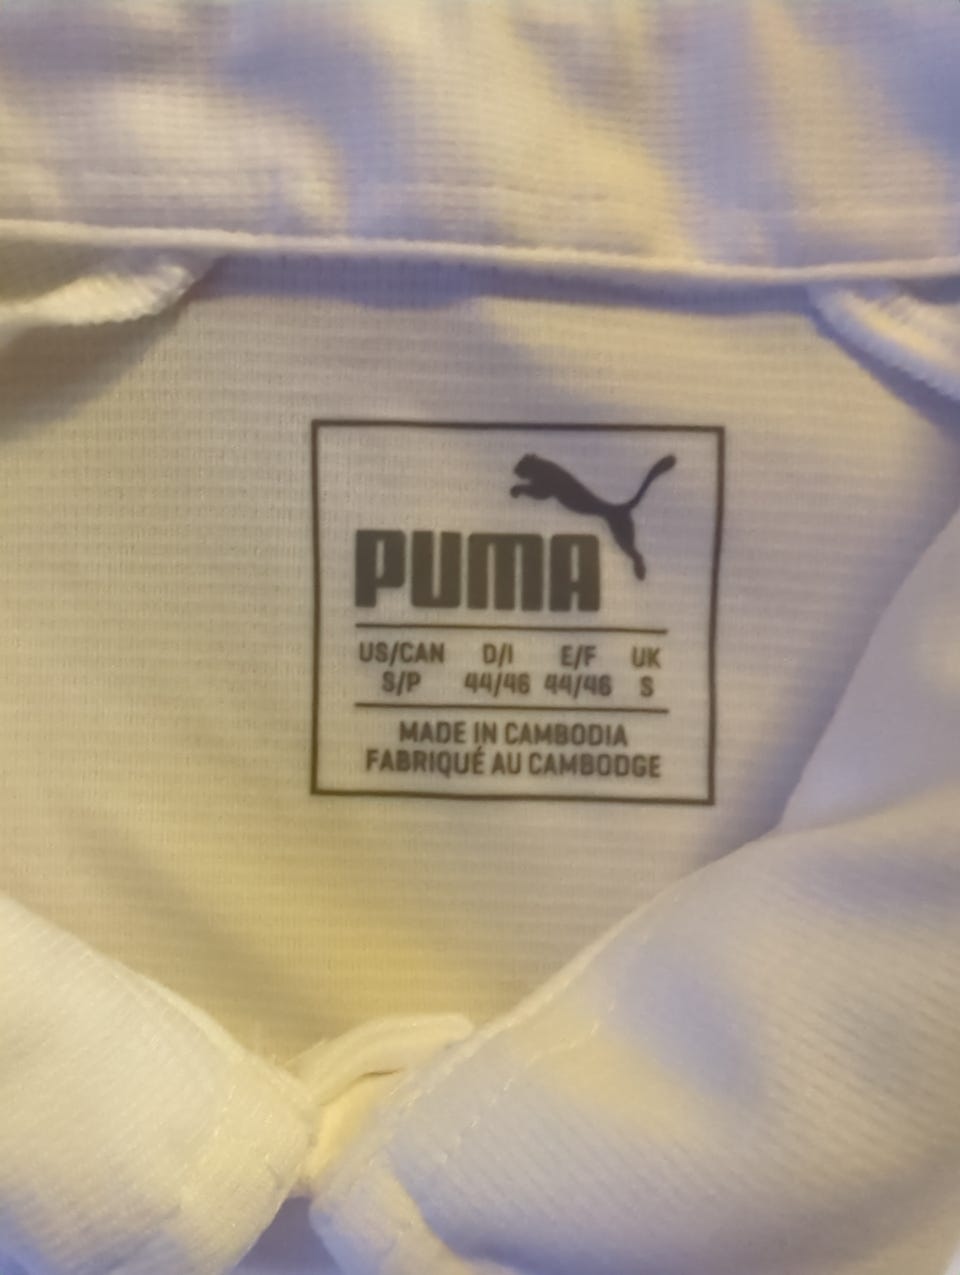 PUMA
US/CAN D/I E/F UK
S/P 44/46 44/46 S
MADE IN CAMBODIA
FABRIQUÉ AU CAMBODGE